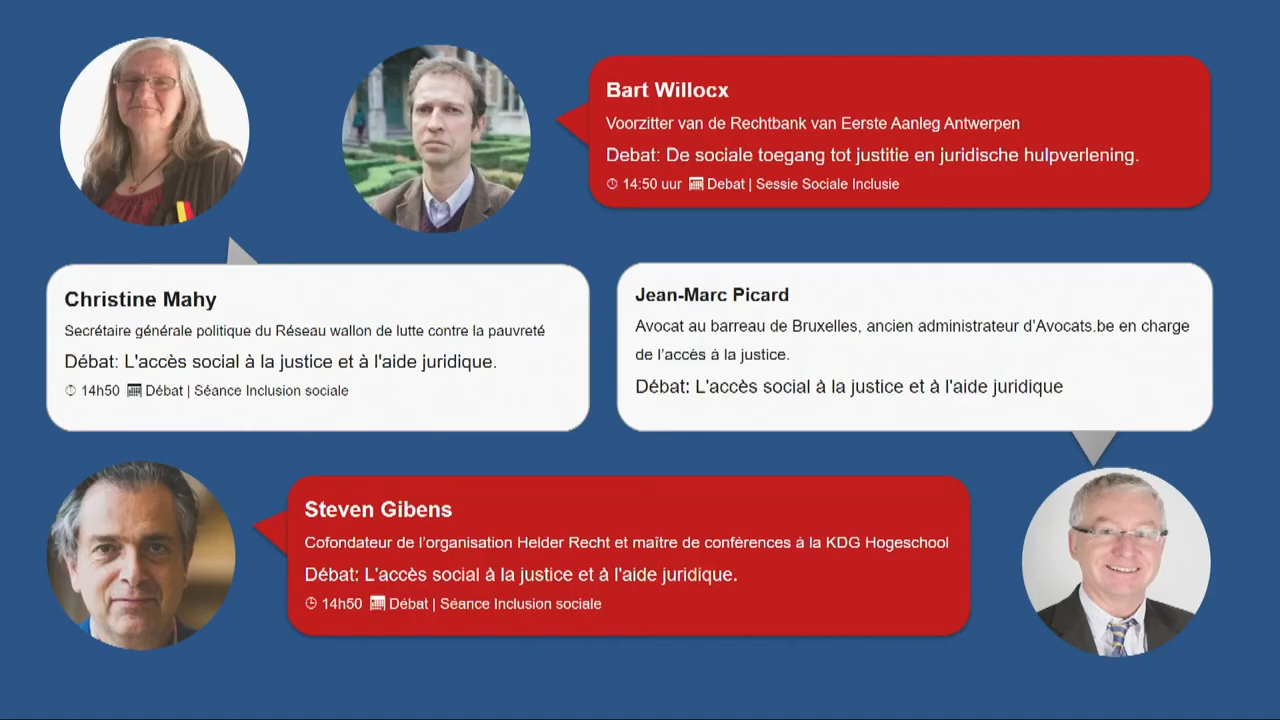 Bart Willocx
Voorzitter van de Rechtbank van Eerste Aanleg Antwerpen
Debat: De sociale toegang tot justitie en juridische hulpverlening.
14:50 uur Debat | Sessie Sociale Inclusie
Christine Mahy
Secrétaire générale politique du Réseau wallon de lutte contre la pauvreté
Débat: L'accès social à la justice et à l'aide juridique.
14h50 Débat | Séance Inclusion sociale
Jean-Marc Picard
Avocat au barreau de Bruxelles, ancien administrateur d’Avocats.be en charge
de l’accès à la justice.
Débat: L'accès social à la justice et à l'aide juridique
Steven Gibens
Cofondateur de l’organisation Helder Recht et maître de conférences à la KDG Hogeschool
Débat: L'accès social à la justice et à l'aide juridique.
14h50 Débat | Séance Inclusion sociale